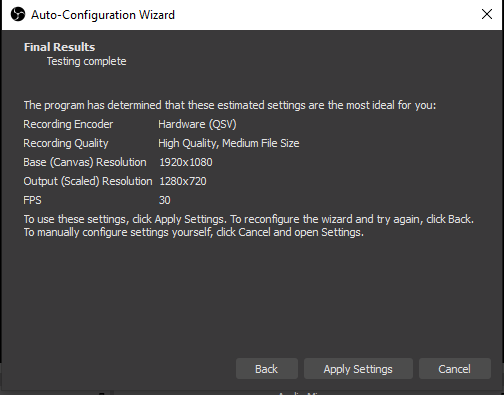 Auto-Configuration Wizard
Final Results
Testing complete
The program has determined that these estimated settings are the most ideal for you:
Recording Encoder Hardware (QSV)
Recording Quality High Quality, Medium File Size
Base (Canvas) Resolution 1920x1080
Output (Scaled) Resolution 1280x720
FPS 30
To use these settings, click Apply Settings. To reconfigure the wizard and try again, click Back.
To manually configure settings yourself, click Cancel and open Settings.
Back Apply Settings Cancel